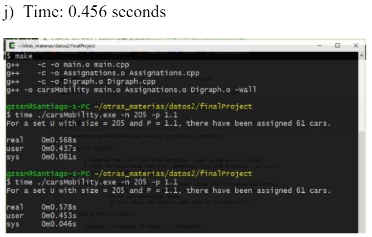 j) Time: 0.456 seconds
~/otras_materias/datos2/finalProject
$ make
g++ -c -o main.o main.cpp
g++ -c -o Assignations.o Assignations.cpp
g++ -c -o Digraph.o Digraph.cpp
g++ -o carsMobility.exe main.o Assignations.o Digraph.o -Wall
gzsan@Santiago-s-PC ~/otras_materias/datos2/finalProject
$ time ./carsMobility.exe -n 205 -p 1.1
For a set U with size = 205 and P = 1.1, there have been assigned 61 cars.
real 0m0.568s
user 0m0.437s
sys 0m0.061s
gzsan@Santiago-s-PC ~/otras_materias/datos2/finalProject
$ time ./carsMobility.exe -n 205 -p 1.1
For a set U with size = 205 and P = 1.1, there have been assigned 61 cars.
real 0m0.578s
user 0m0.453s
sys 0m0.046s